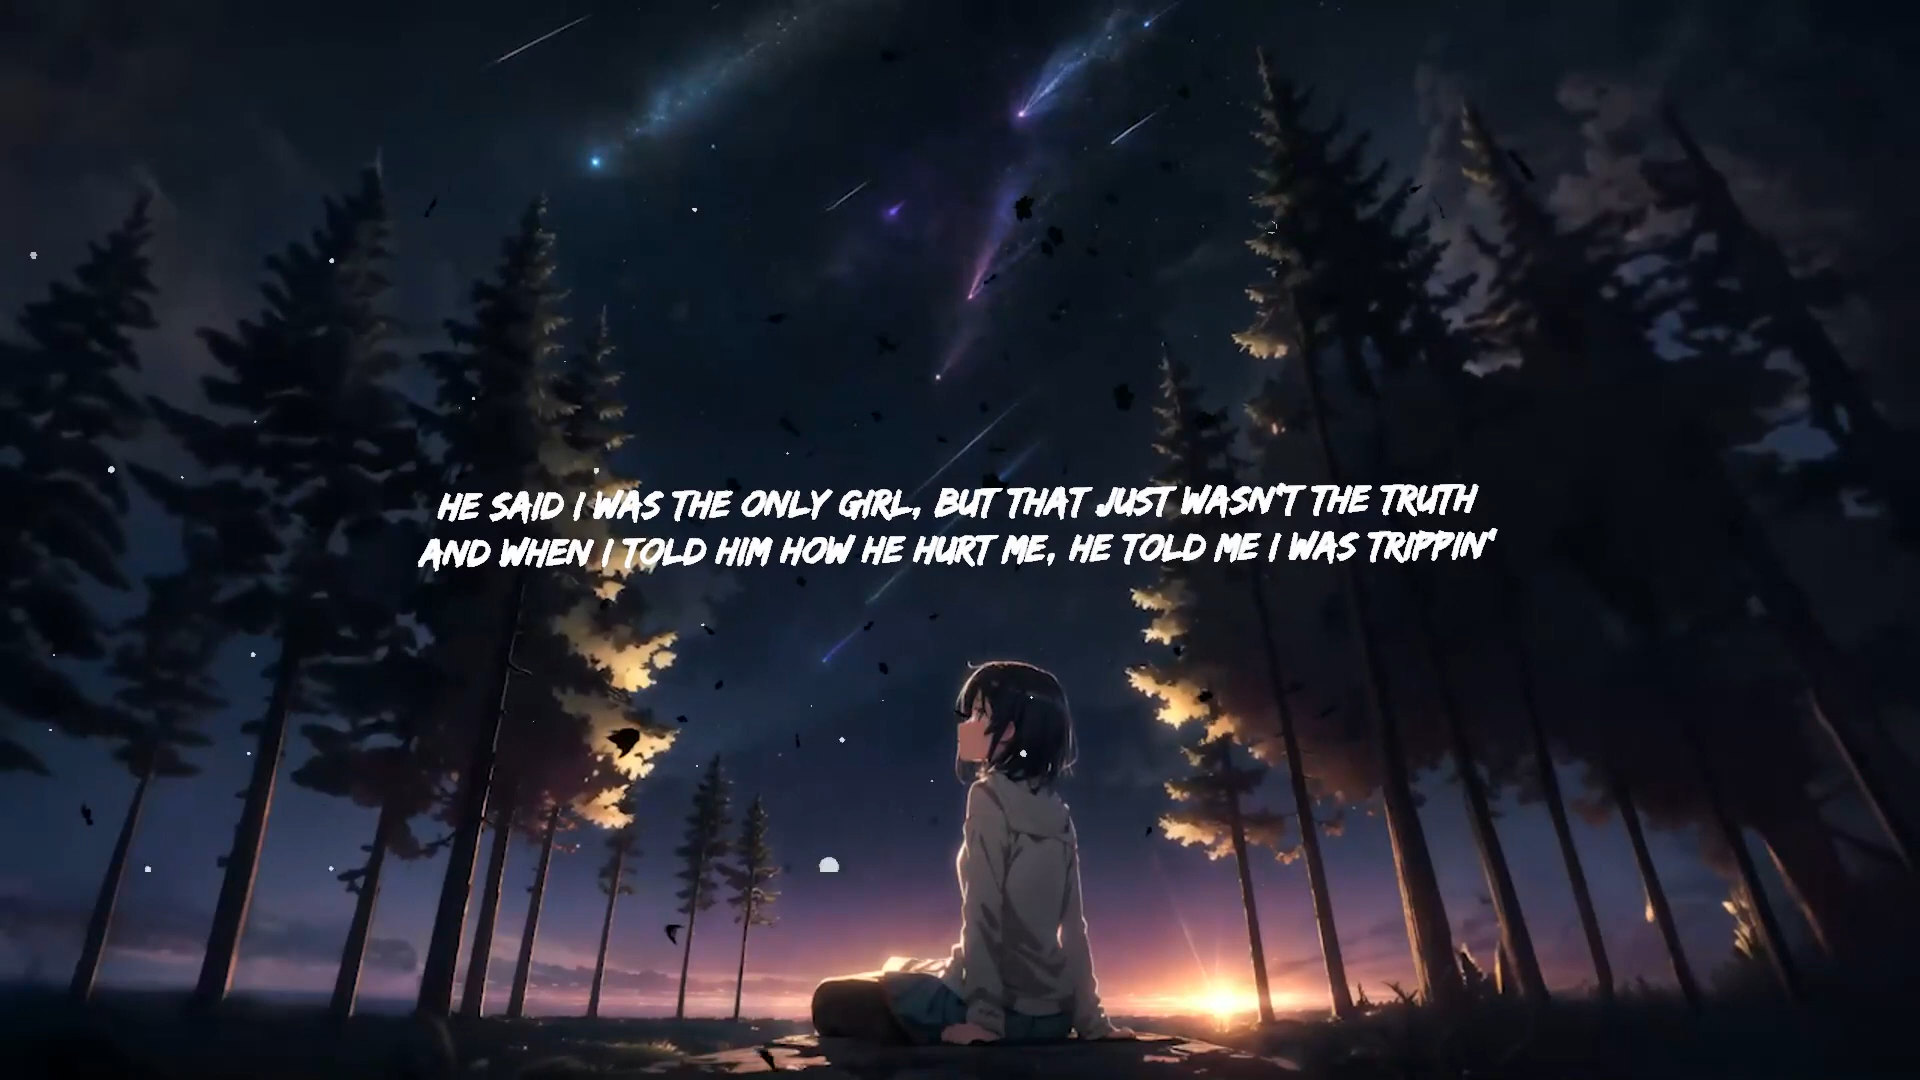 HE SAID I WAS THE ONLY GIRL, BUT THAT JUST WASN'T THE TRUTH
AND WHEN I TOLD HIM HOW HE HURT ME, HE TOLD ME I WAS TRIPPIN'